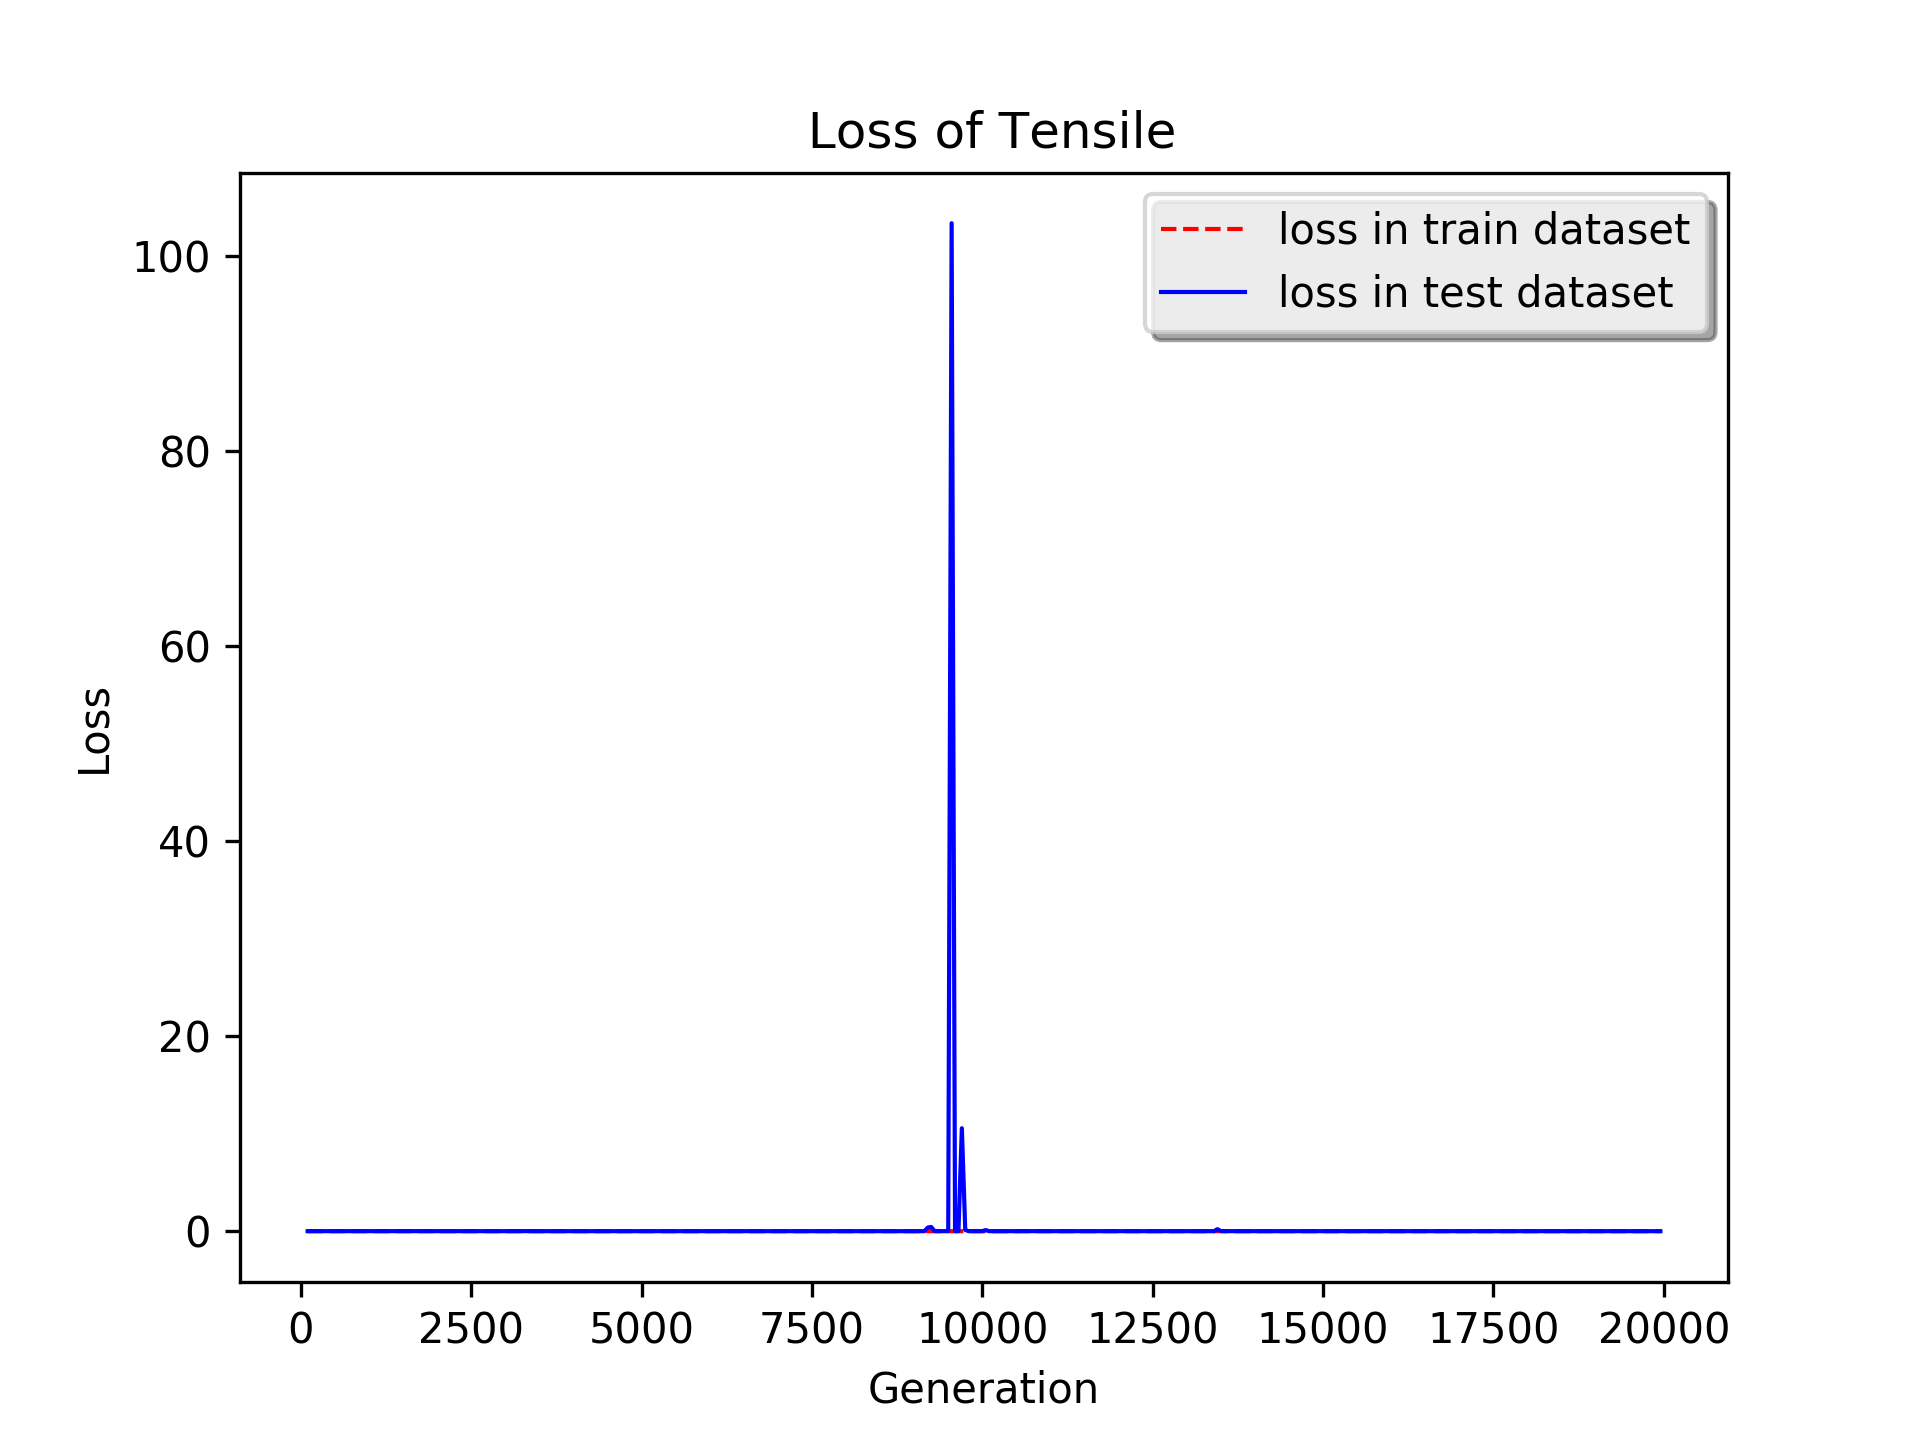 Loss of Tensile
loss in train dataset
loss in test dataset
100
80
60
40
20
0
Loss
0 2500 5000 7500 10000 12500 15000 17500 20000
Generation